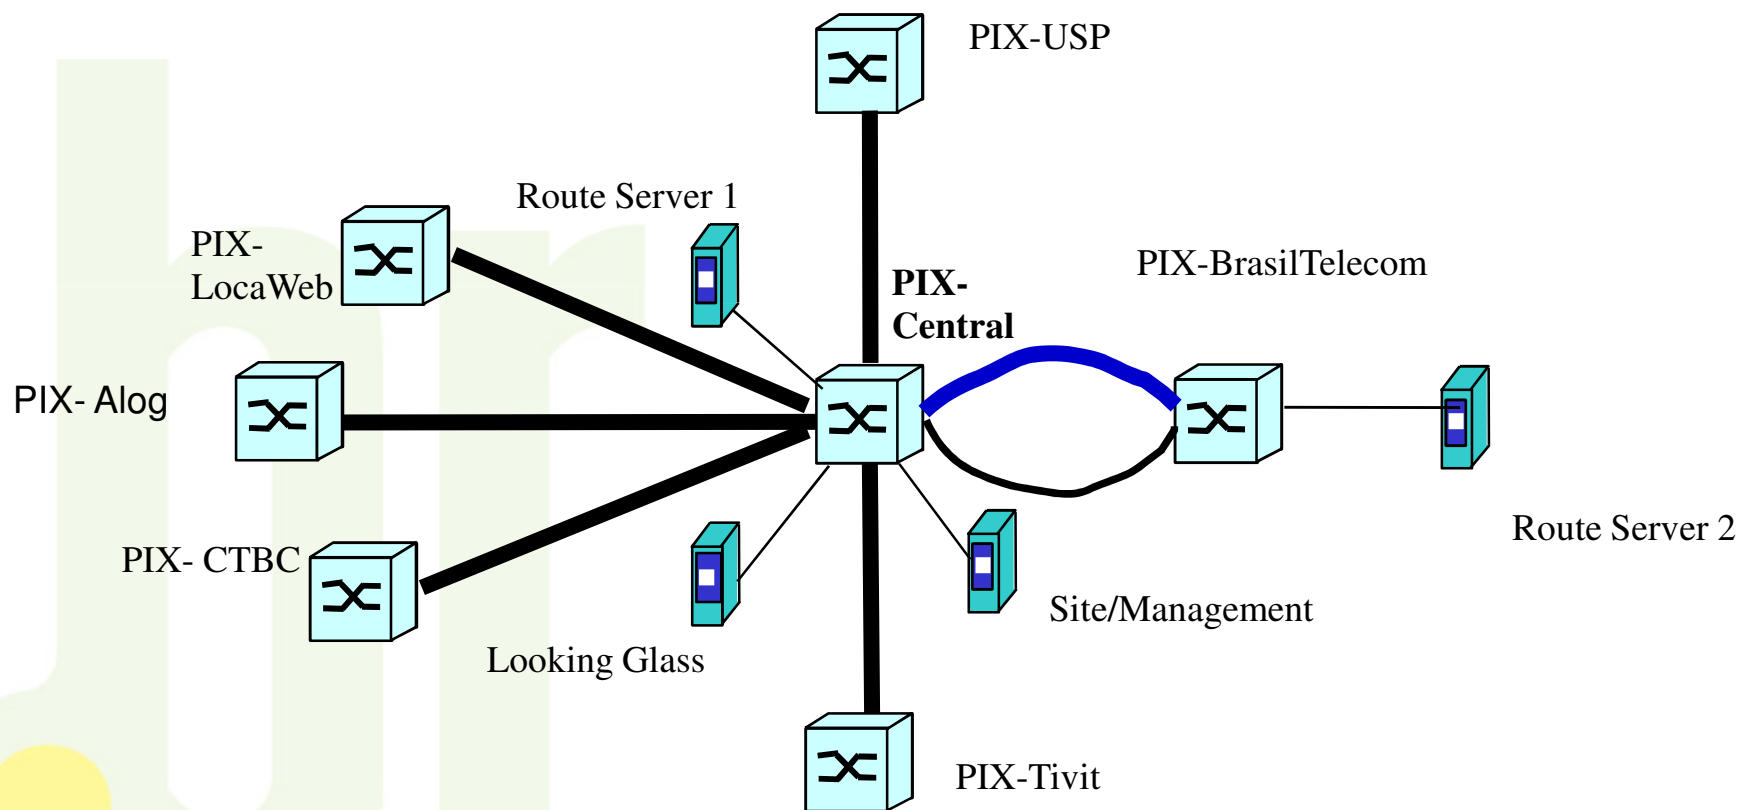 PIX-USP
Route Server 1
PIX-
LocaWeb
PIX-BrasilTelecom
PIX-
Central
PIX- Alog
Route Server 2
PIX- CTBC
Site/Management
Looking Glass
PIX-Tivit